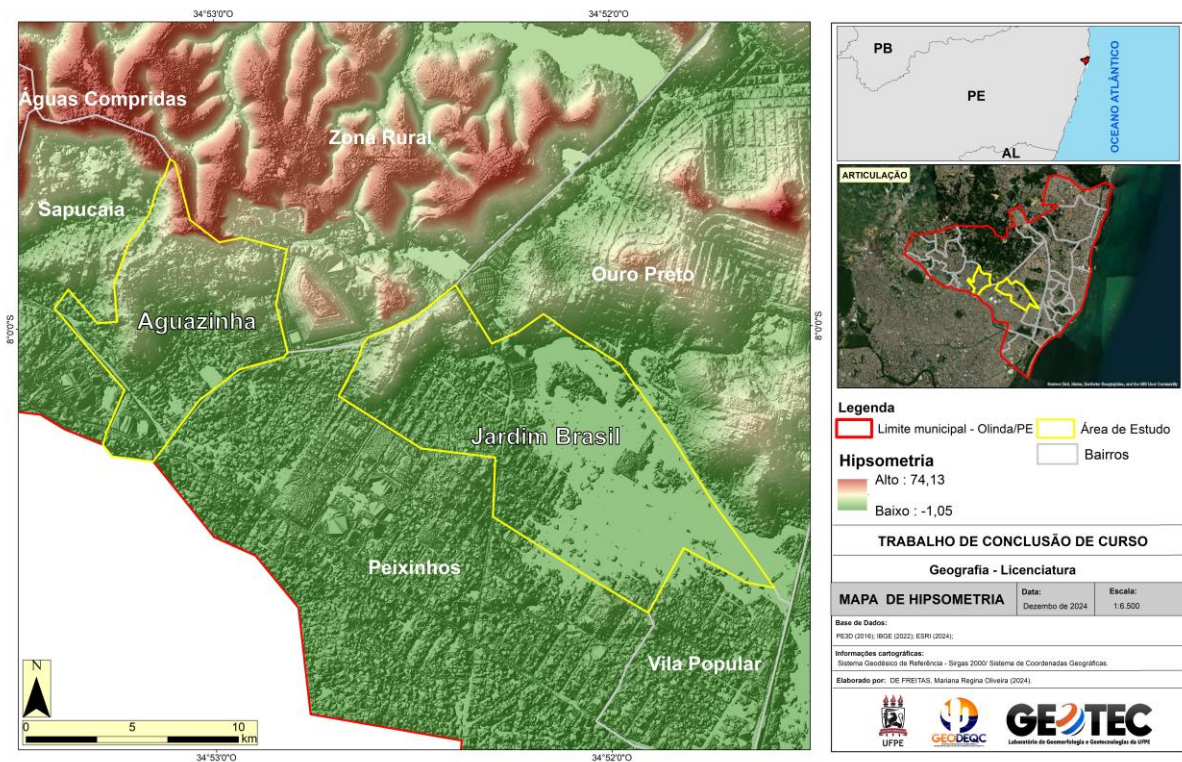 34°53'0"O
34°52'0"O
Águas Compridas
Zona Rural
Sapucaia
Ouro Preto
Aguazinha
8°0'0"S
8°0'0"S
Jardim Brasil
Peixinhos
Vila Popular
N
0 5 10
km
34°53'0"O
34°52'0"O
PB
PE
AL
OCEANO ATLÂNTICO
ARTICULAÇÃO
Legenda
Limite municipal - Olinda/PE
Área de Estudo
Bairros
Hipsometria
Alto : 74,13
Baixo : -1,05
TRABALHO DE CONCLUSÃO DE CURSO
Geografia - Licenciatura
MAPA DE HIPSOMETRIA
Data:
Dezembo de 2024
Escala:
1:6.500
Base de Dados:
PE3D (2016); IBGE (2022); ESRI (2024);
Informações cartográficas:
Sistema Geodésico de Referência - Sirgas 2000/ Sistema de Coordenadas Geográficas.
Elaborado por: DE FREITAS, Mariana Regina Oliveira (2024).
UFPE
GEODEQC
GEOTEC
Laboratório de Geomorfologia e Geotecnologias da UFPE